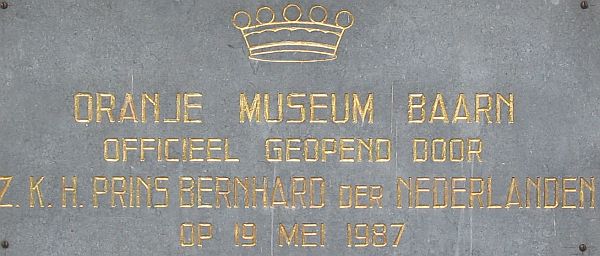 ORANJE MUSEUM BAARN
OFFICIEEL GEOPEND DOOR
Z. K. H. PRINS BERNHARD DER NEDERLANDEN
OP 19 MEI 1987